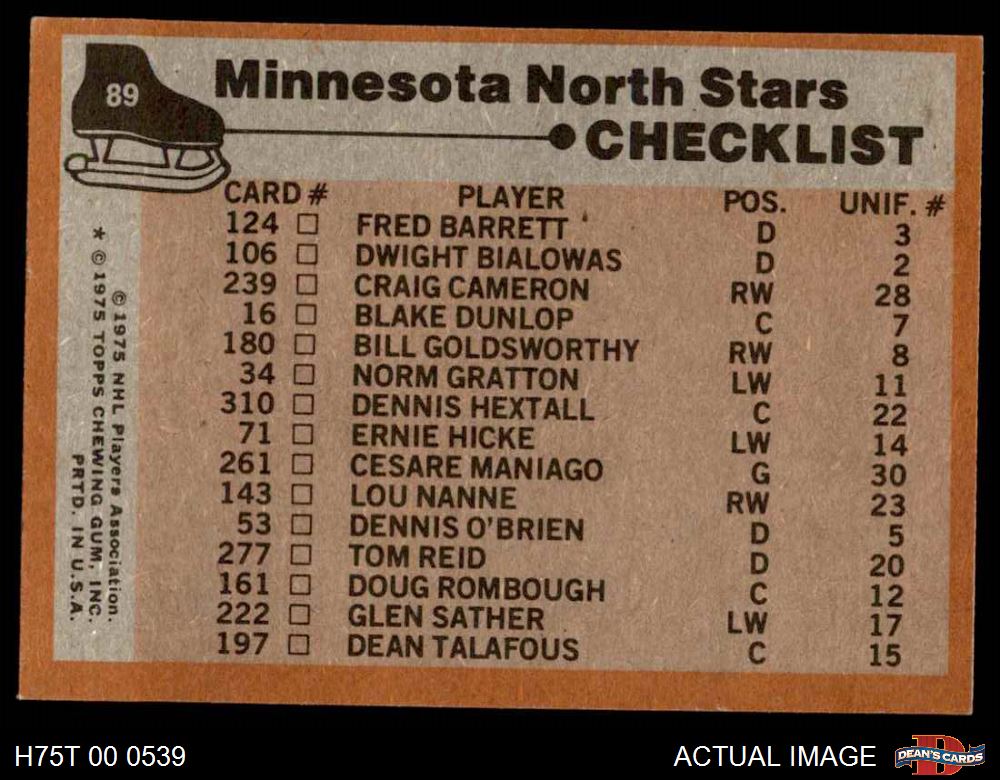 89
Minnesota North Stars
CHECKLIST
CARD # PLAYER POS. UNIF. #
124 □ FRED BARRETT D 3
106 □ DWIGHT BIALOWAS D 2
239 □ CRAIG CAMERON RW 28
16 □ BLAKE DUNLOP C 7
180 □ BILL GOLDSWORTHY RW 8
34 □ NORM GRATTON LW 11
310 □ DENNIS HEXTALL C 22
71 □ ERNIE HICKE LW 14
261 □ CESARE MANIAGO G 30
143 □ LOU NANNE RW 23
53 □ DENNIS O'BRIEN D 5
277 □ TOM REID D 20
161 □ DOUG ROMBOUGH C 12
222 □ GLEN SATHER LW 17
197 □ DEAN TALAFOUS C 15
© 1975 NHL Players Association.
* © 1975 TOPPS CHEWING GUM, INC.
PRTD. IN U.S.A.
H75T 00 0539
ACTUAL IMAGE
DEAN'S CARDS